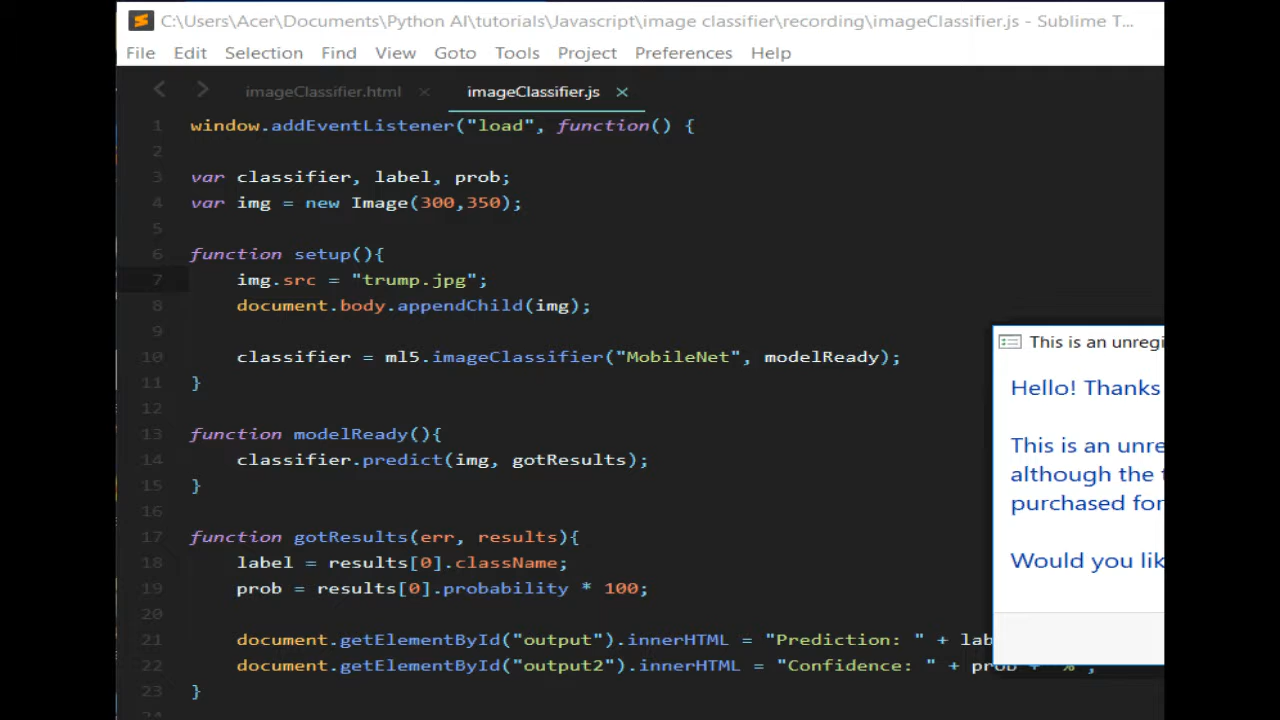 C:\Users\Acer\Documents\Python AI\tutorials\Javascript\image classifier\recording\imageClassifier.js - Sublime T...
File Edit Selection Find View Goto Tools Project Preferences Help
imageClassifier.html × imageClassifier.js ×
1 window.addEventListener("load", function() {
2
3 var classifier, label, prob;
4 var img = new Image(300,350);
5
6 function setup(){
7 img.src = "trump.jpg";
8 document.body.appendChild(img);
9
10 classifier = ml5.imageClassifier("MobileNet", modelReady);
11 }
12
13 function modelReady(){
14 classifier.predict(img, gotResults);
15 }
16
17 function gotResults(err, results){
18 label = results[0].className;
19 prob = results[0].probability * 100;
20
21 document.getElementById("output").innerHTML = "Prediction: " + lab
22 document.getElementById("output2").innerHTML = "Confidence: " + prob +
23 }
24
This is an unregi
Hello! Thanks
This is an unre
although the t
purchased for
Would you lik